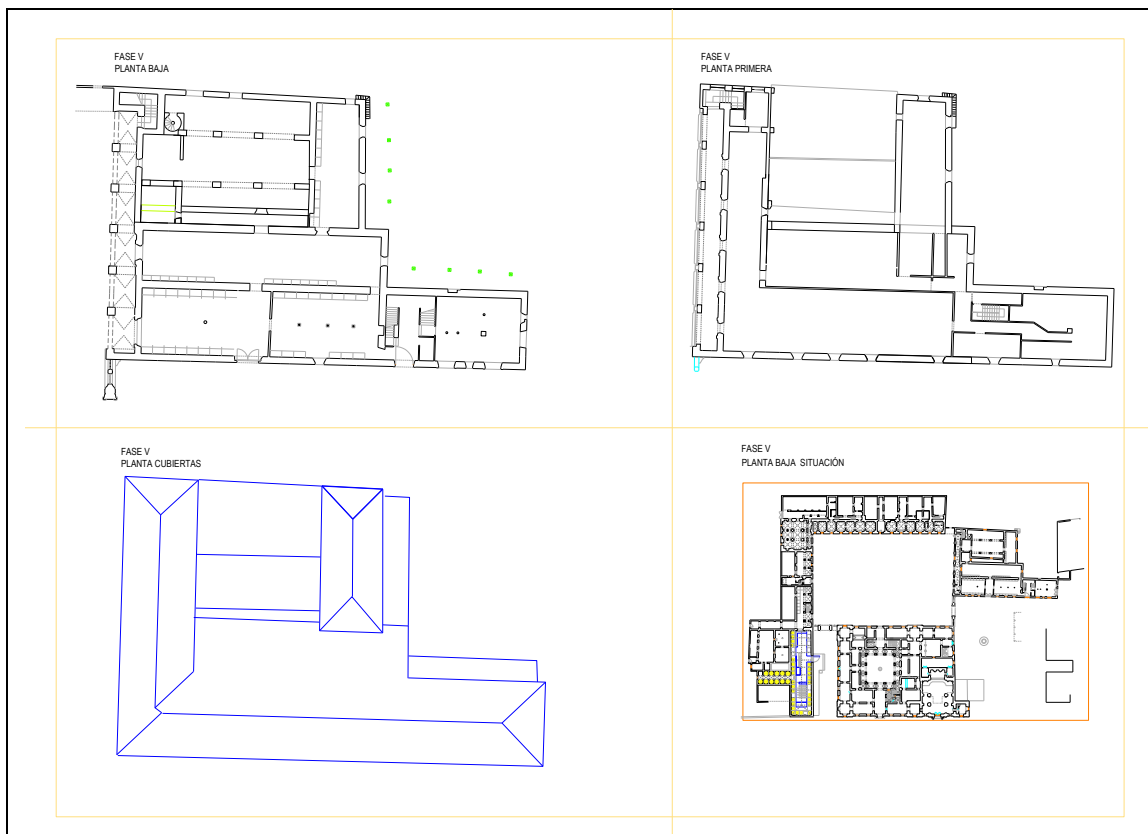 FASE V
PLANTA BAJA
FASE V
PLANTA PRIMERA
FASE V
PLANTA CUBIERTAS
FASE V
PLANTA BAJA SITUACIÓN